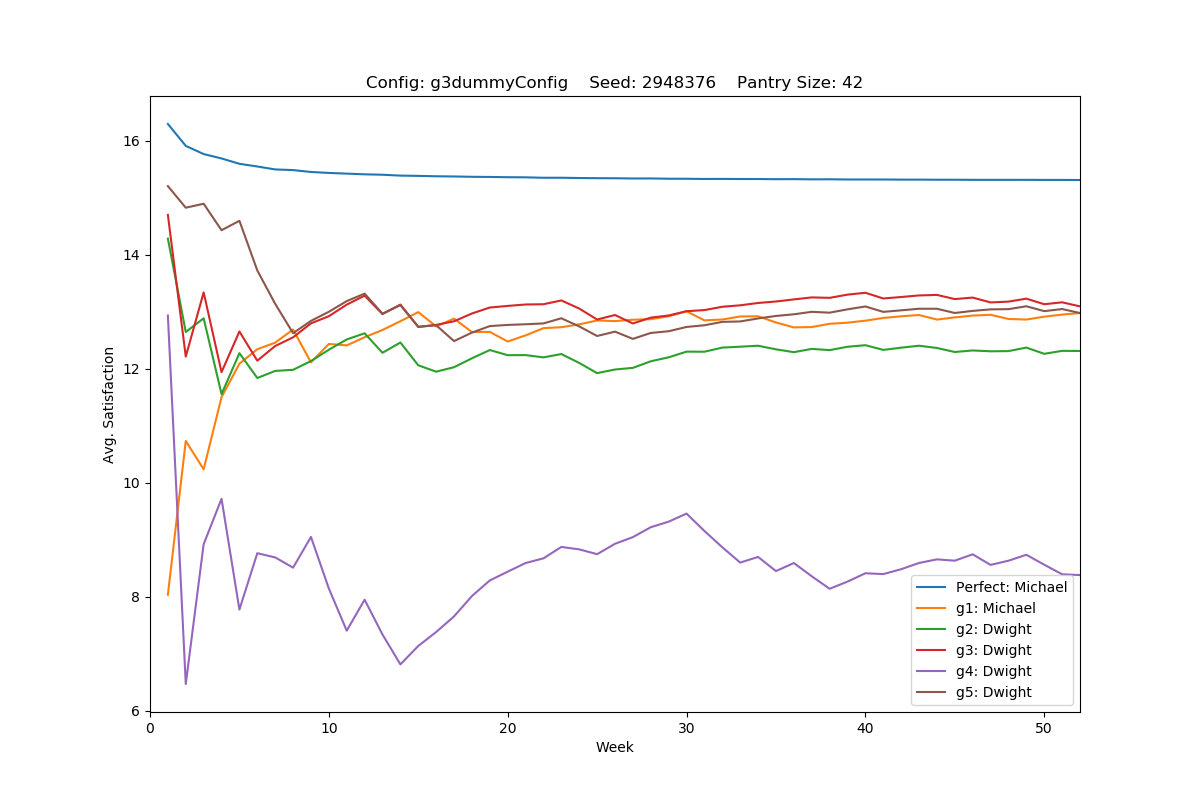 Config: g3dummyConfig    Seed: 2948376    Pantry Size: 42
Avg. Satisfaction
16
14
12
10
8
6
0 10 20 30 40 50
Week
Perfect: Michael
g1: Michael
g2: Dwight
g3: Dwight
g4: Dwight
g5: Dwight